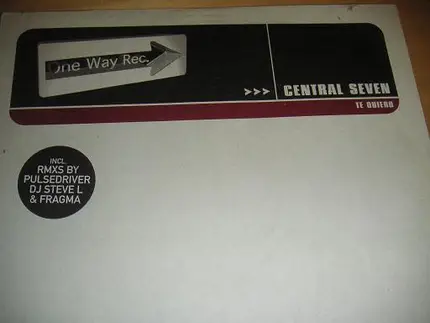 One Way Rec.
>>> CENTRAL SEVEN
TE QUIERO
INCL.
RMXS BY
PULSEDRIVER
DJ STEVE L
& FRAGMA